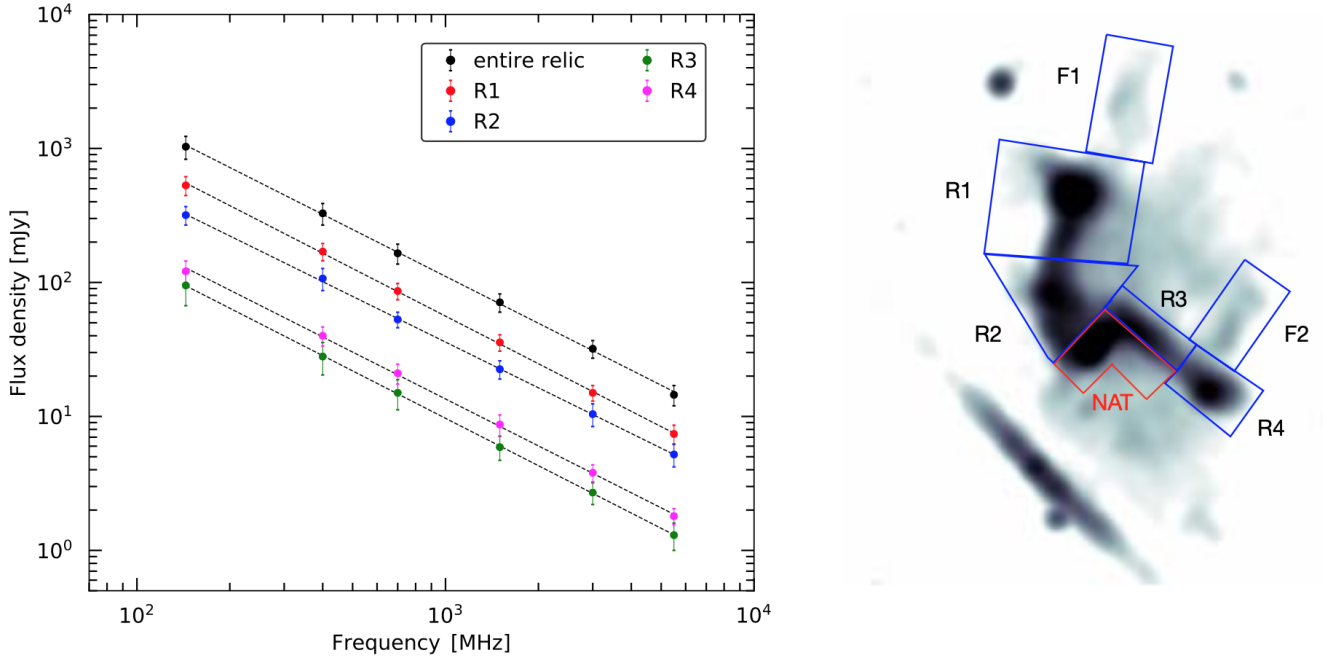 Flux density [mJy]
10⁴
10³
10²
10¹
10⁰
entire relic
R1
R2
R3
R4
10²
10³
10⁴
Frequency [MHz]
F1
R1
R3
R2
F2
NAT
R4